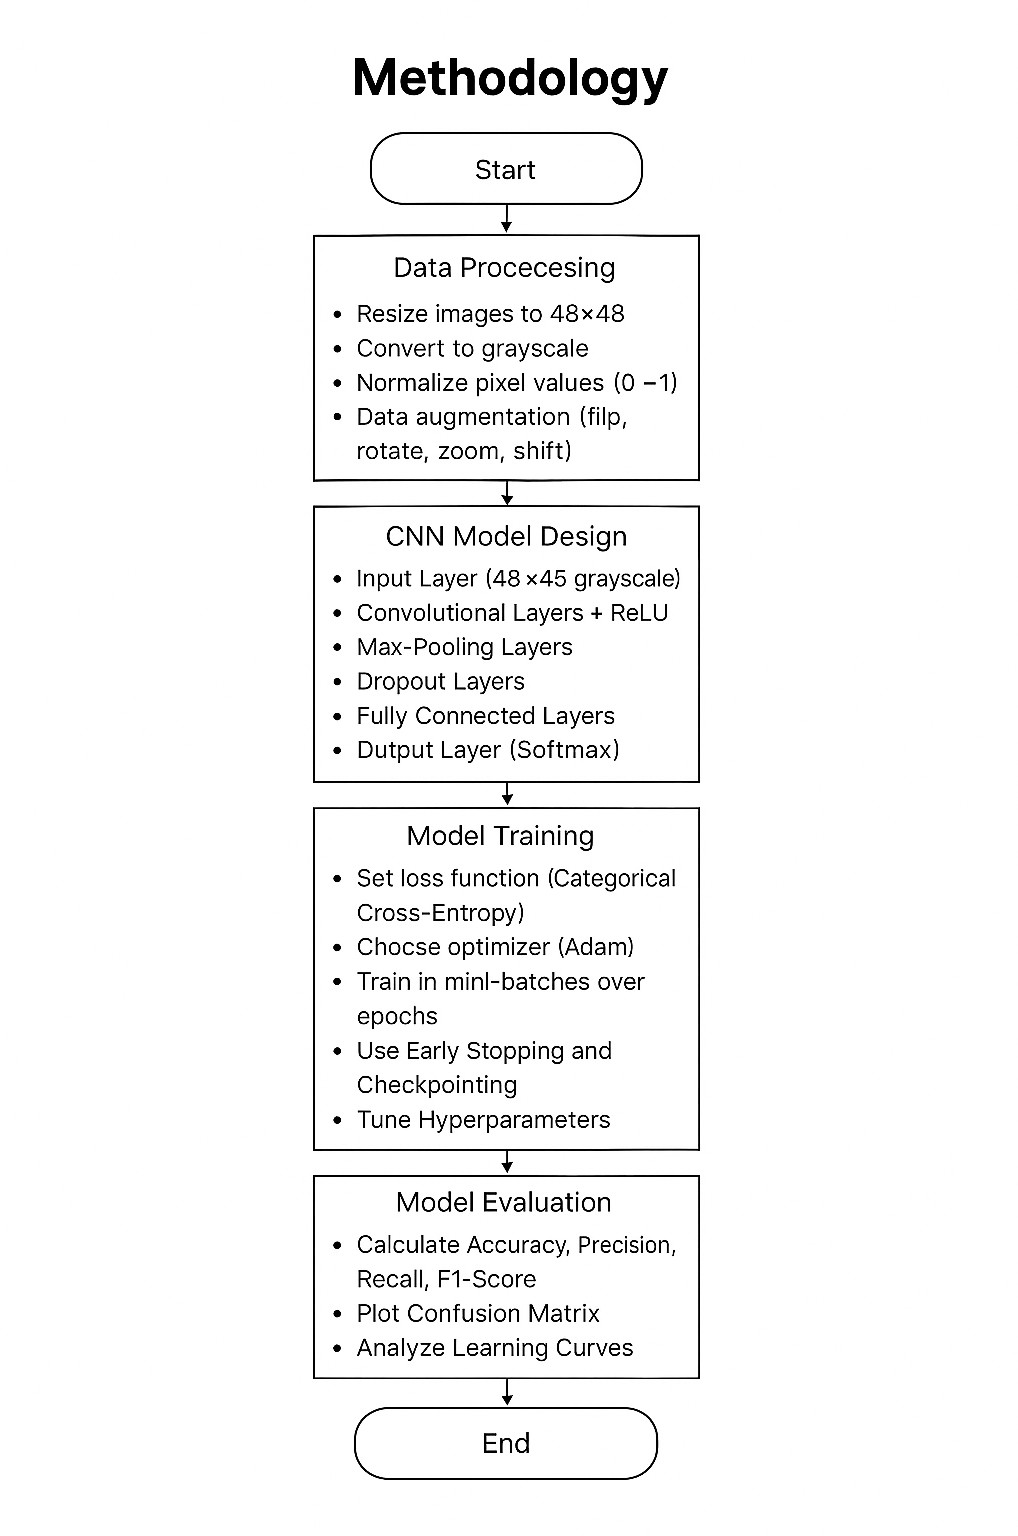 Methodology
Start
Data Procecesing
• Resize images to 48×48
• Convert to grayscale
• Normalize pixel values (0 –1)
• Data augmentation (filp,
rotate, zoom, shift)
CNN Model Design
• Input Layer (48×45 grayscale)
• Convolutional Layers + ReLU
• Max-Pooling Layers
• Dropout Layers
• Fully Connected Layers
• Dutput Layer (Softmax)
Model Training
• Set loss function (Categorical
Cross-Entropy)
• Chocse optimizer (Adam)
• Train in minl-batches over
epochs
• Use Early Stopping and
Checkpointing
• Tune Hyperparameters
Model Evaluation
• Calculate Accuracy, Precision,
Recall, F1-Score
• Plot Confusion Matrix
• Analyze Learning Curves
End